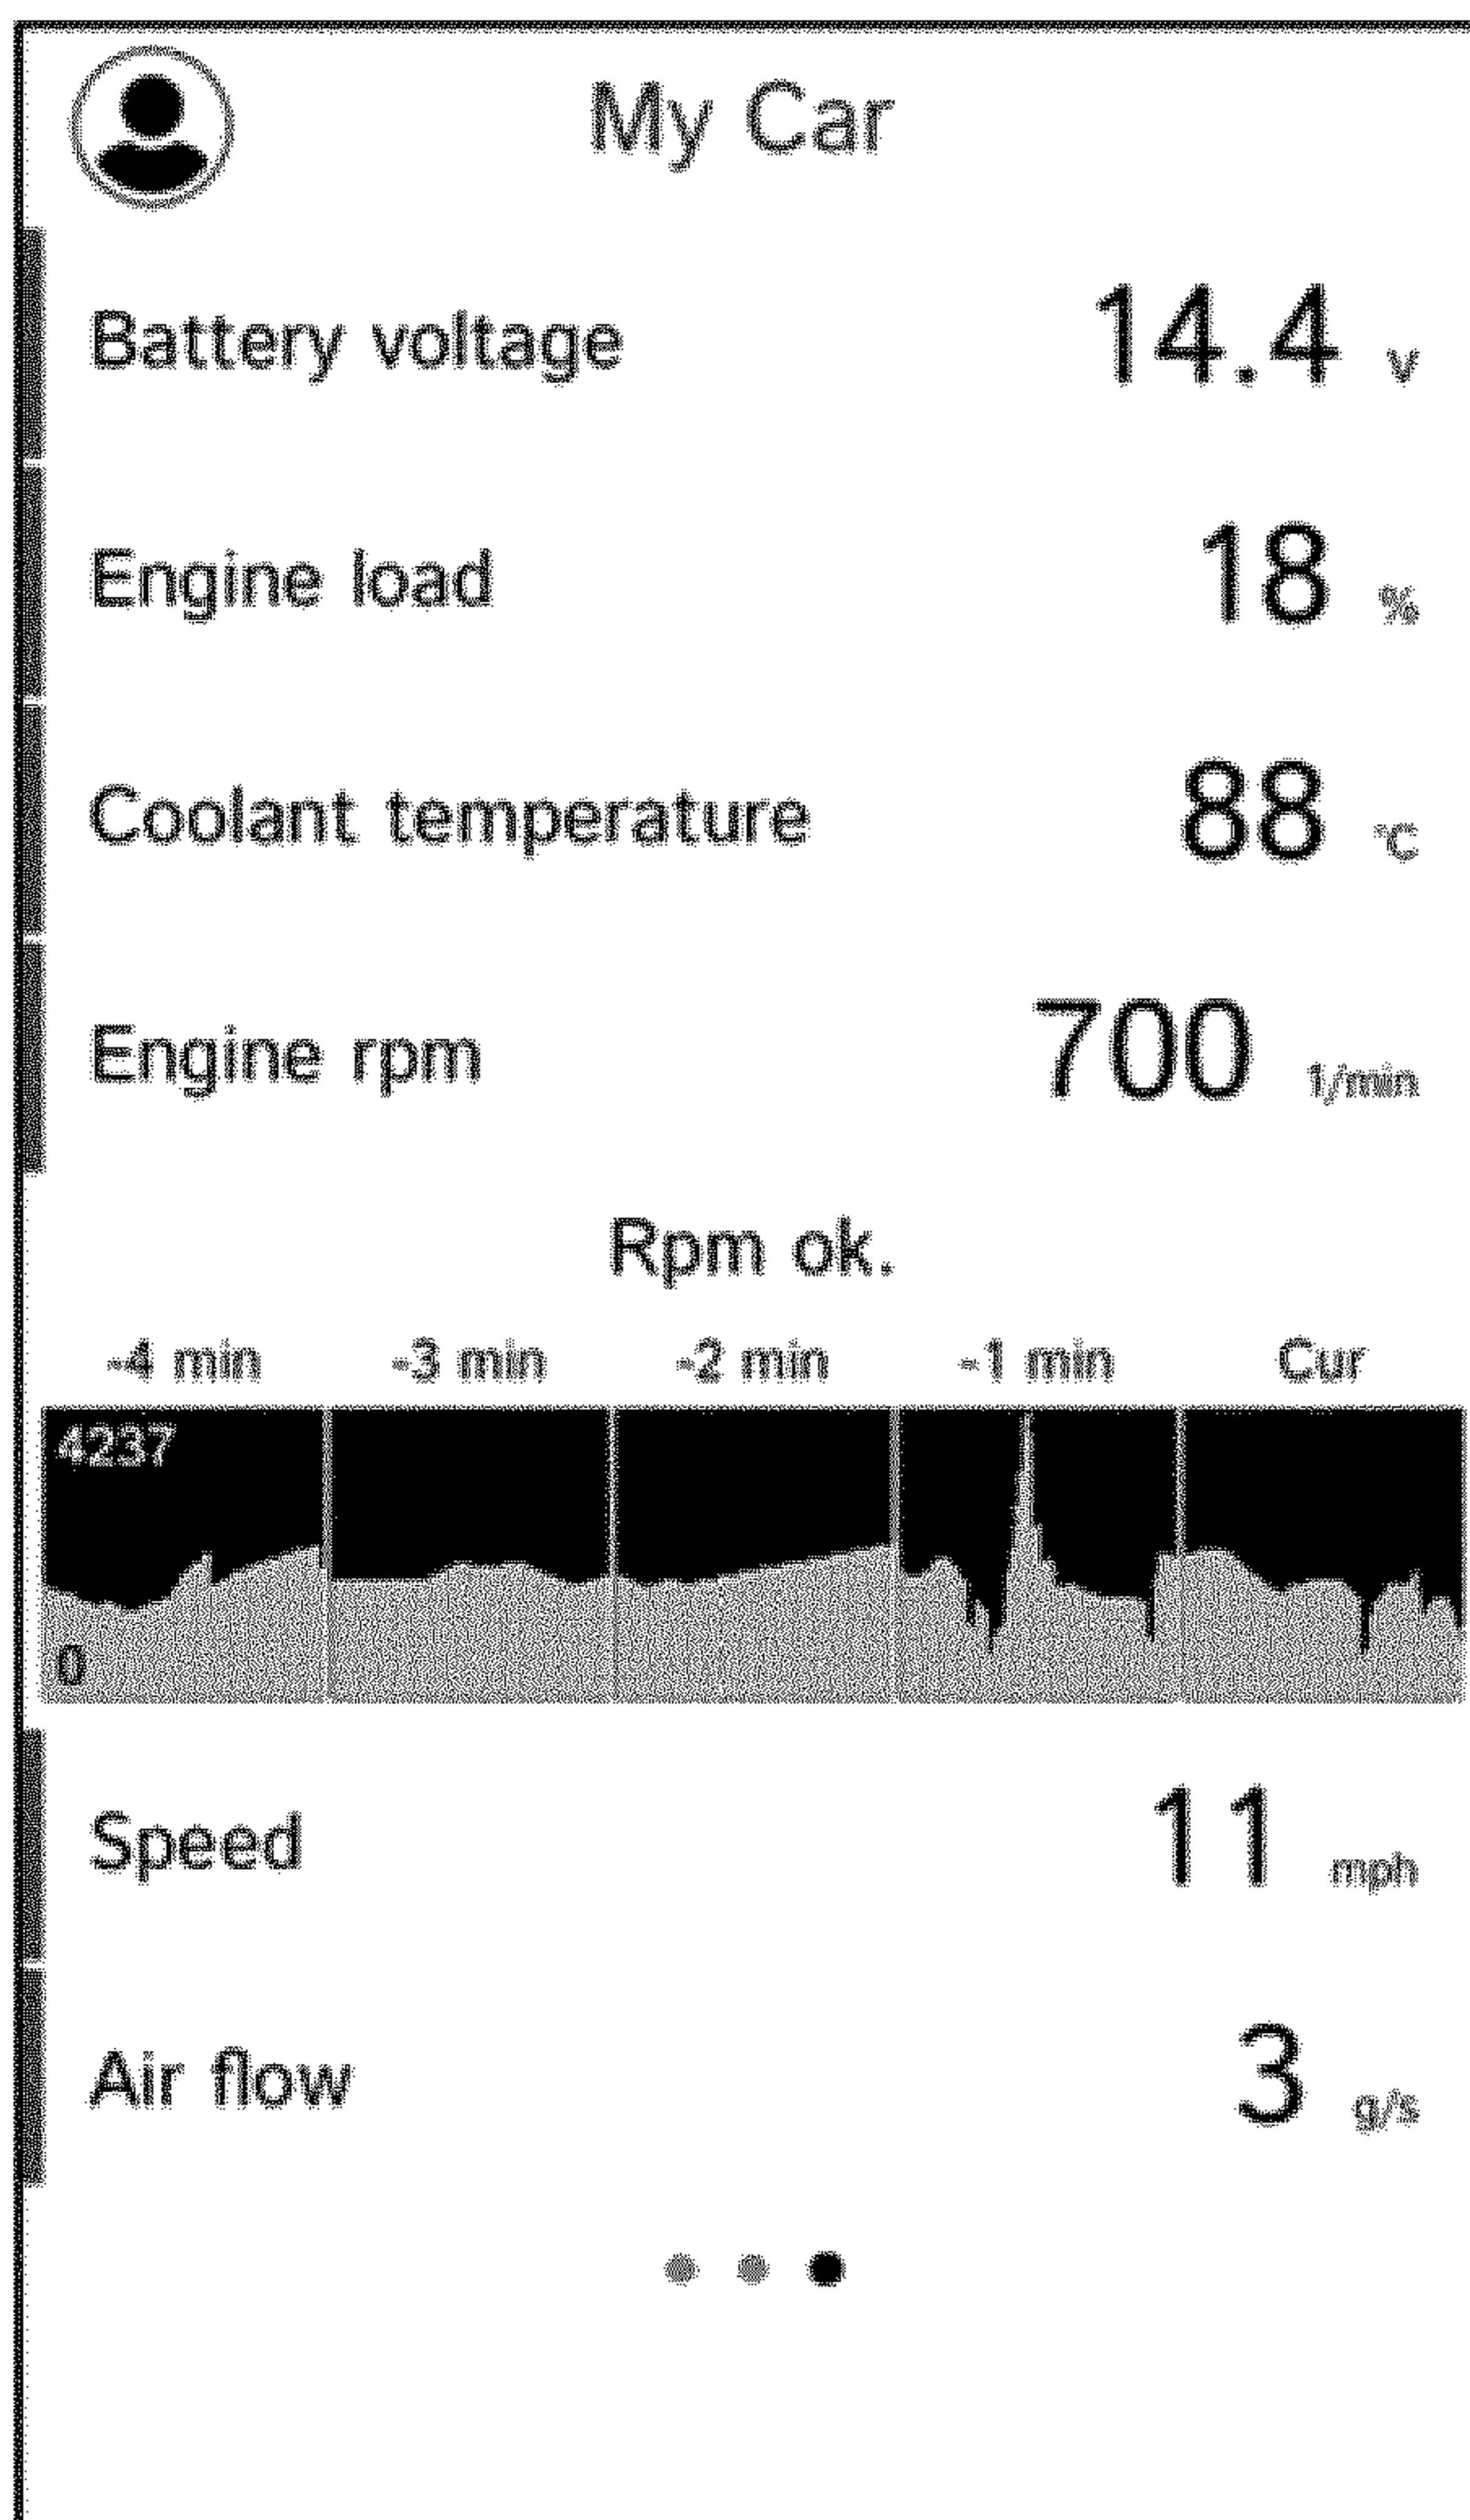 My Car
Battery voltage 14.4 v
Engine load 18 %
Coolant temperature 88 °C
Engine rpm 700 1/min
Rpm ok.
-4 min -3 min -2 min -1 min Cur
4237
0
Speed 11 mph
Air flow 3 g/s